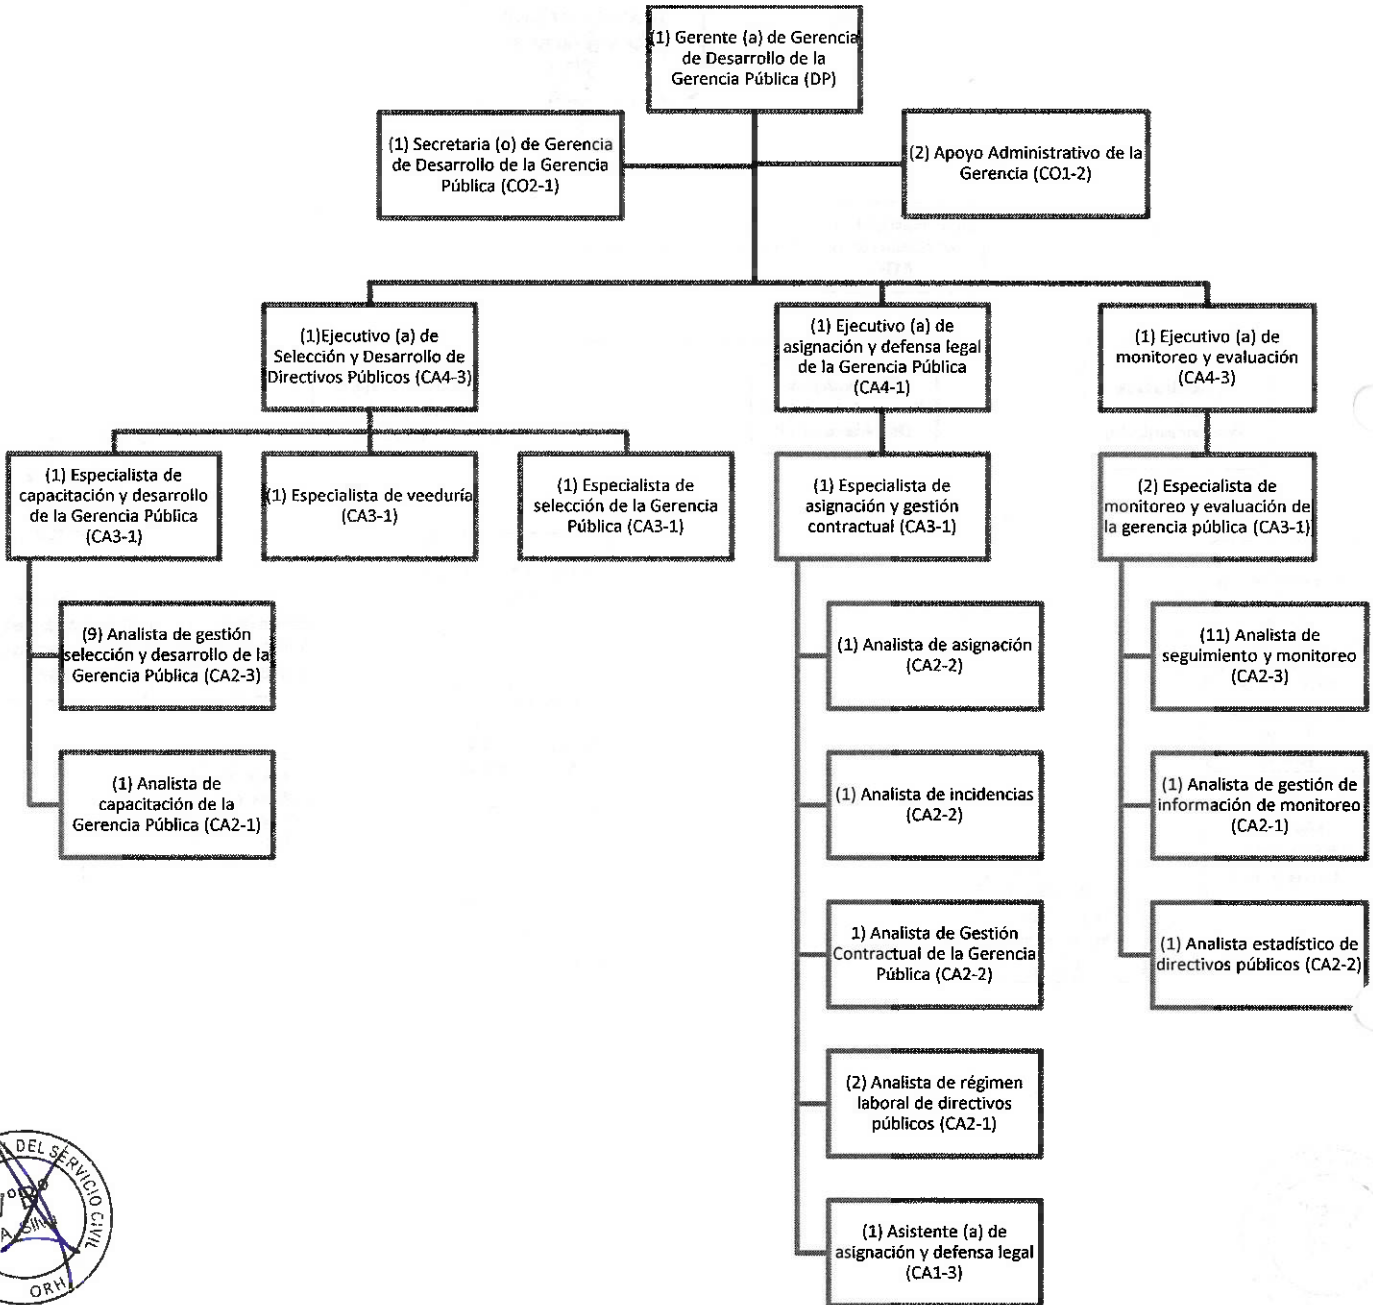 (1) Gerente (a) de Gerencia
de Desarrollo de la
Gerencia Pública (DP)
(1) Secretaria (o) de Gerencia
de Desarrollo de la Gerencia
Pública (CO2-1)
(2) Apoyo Administrativo de la
Gerencia (CO1-2)
(1)Ejecutivo (a) de
Selección y Desarrollo de
Directivos Públicos (CA4-3)
(1) Ejecutivo (a) de
asignación y defensa legal
de la Gerencia Pública
(CA4-1)
(1) Ejecutivo (a) de
monitoreo y evaluación
(CA4-3)
(1) Especialista de
capacitación y desarrollo
de la Gerencia Pública
(CA3-1)
(1) Especialista de veeduría
(CA3-1)
(1) Especialista de
selección de la Gerencia
Pública (CA3-1)
(1) Especialista de
asignación y gestión
contractual (CA3-1)
(2) Especialista de
monitoreo y evaluación de
la gerencia pública (CA3-1)
(9) Analista de gestión
selección y desarrollo de la
Gerencia Pública (CA2-3)
(1) Analista de
capacitación de la
Gerencia Pública (CA2-1)
(1) Analista de asignación
(CA2-2)
(1) Analista de incidencias
(CA2-2)
1) Analista de Gestión
Contractual de la Gerencia
Pública (CA2-2)
(2) Analista de régimen
laboral de directivos
públicos (CA2-1)
(1) Asistente (a) de
asignación y defensa legal
(CA1-3)
(11) Analista de
seguimiento y monitoreo
(CA2-3)
(1) Analista de gestión de
información de monitoreo
(CA2-1)
(1) Analista estadístico de
directivos públicos (CA2-2)
DEL SERVICIO CIVIL
V°B°
A. Silva
ORH